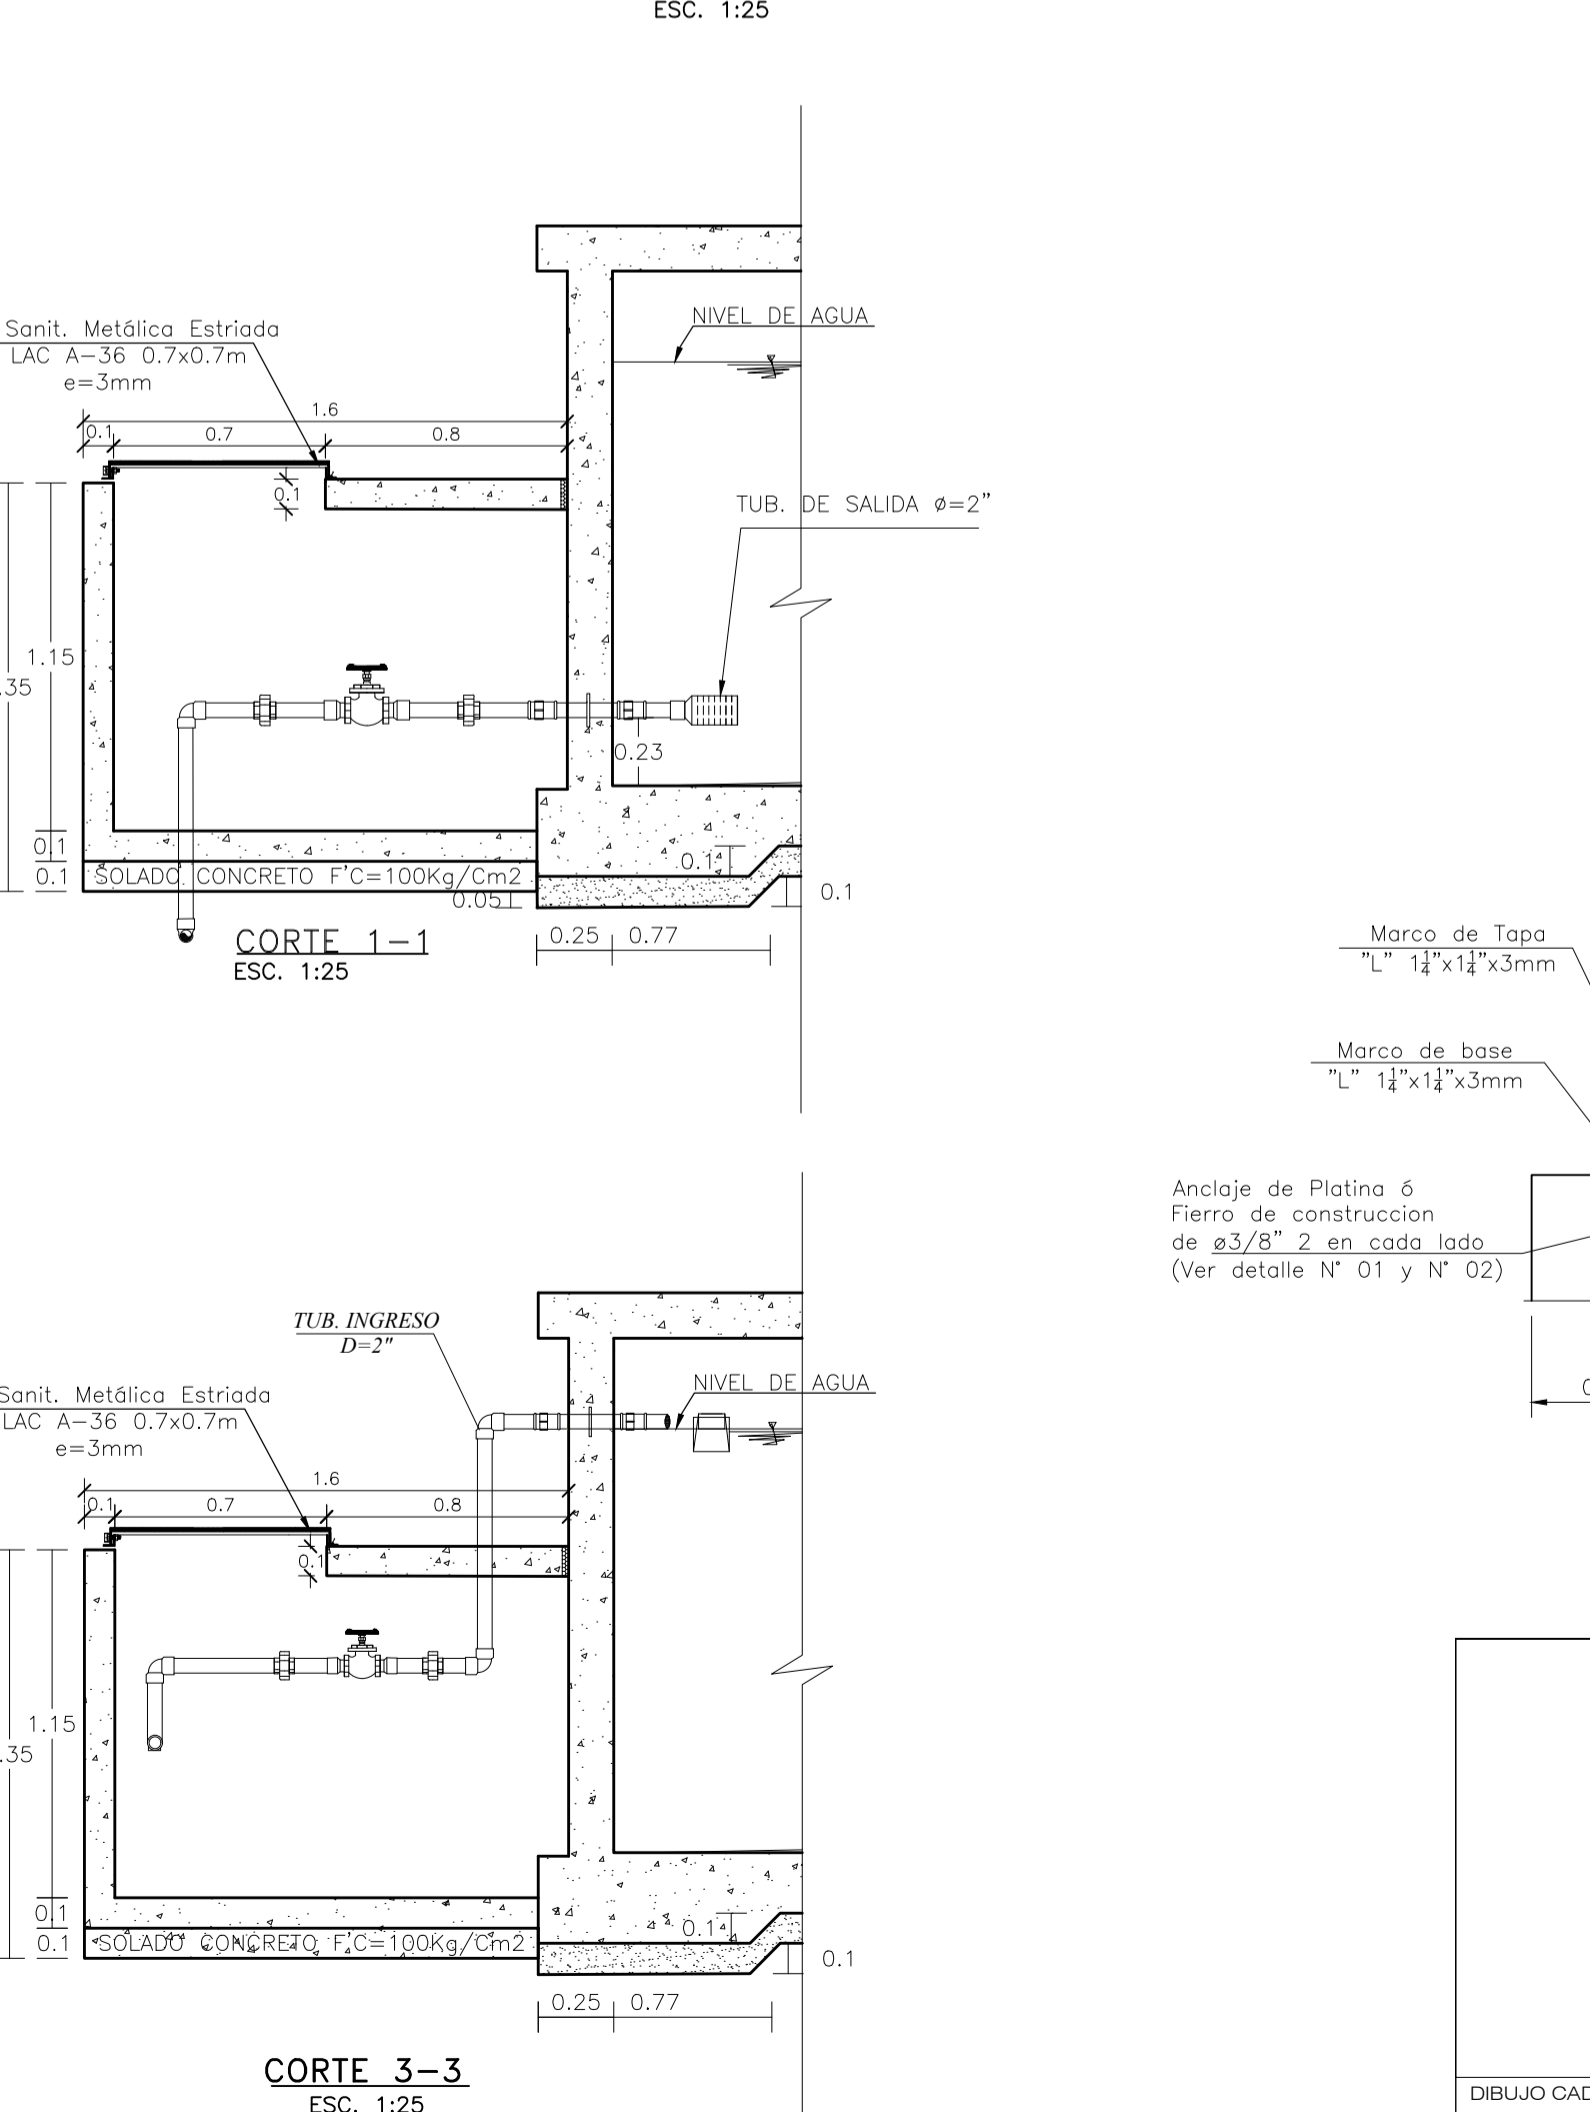 ESC. 1:25
NIVEL DE AGUA
Sanit. Metálica Estriada
LAC A-36 0.7x0.7m
e=3mm
1.6
0.1
0.7
0.8
0.1
TUB. DE SALIDA ø=2"
1.15
.35
0.23
0.1
0.1
0.1
SOLADO CONCRETO F'C=100Kg/Cm2
0.05
0.1
0.25
0.77
CORTE 1-1
ESC. 1:25
Marco de Tapa
"L" 1¼"x1¼"x3mm
Marco de base
"L" 1¼"x1¼"x3mm
Anclaje de Platina ó
Fierro de construccion
de ø3/8" 2 en cada lado
(Ver detalle N° 01 y N° 02)
TUB. INGRESO
D=2"
NIVEL DE AGUA
Sanit. Metálica Estriada
LAC A-36 0.7x0.7m
e=3mm
0
1.6
0.1
0.7
0.8
0.1
1.15
.35
0.1
0.1
0.1
SOLADO CONCRETO F'C=100Kg/Cm2
0.1
0.25
0.77
CORTE 3-3
ESC. 1:25
DIBUJO CAD